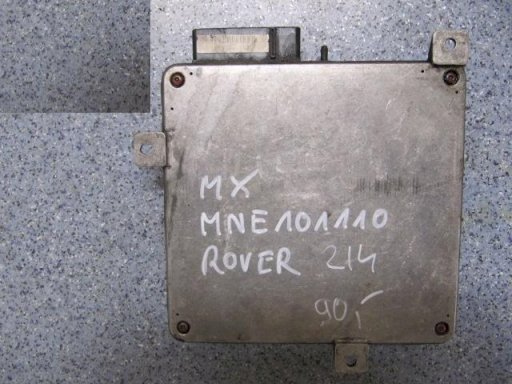 MX
MNE101110
ROVER 214
90,-